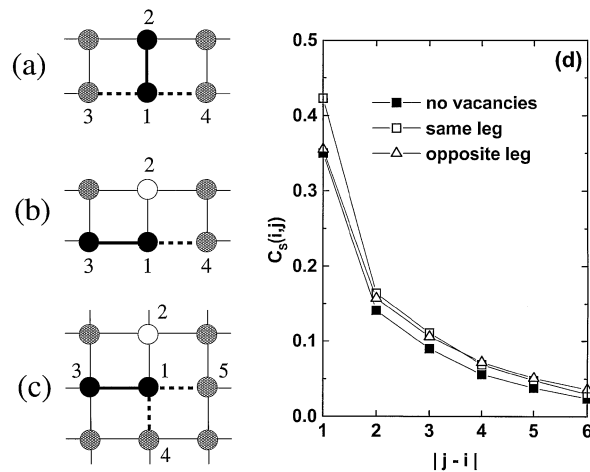 (a)
2
3 1 4
(b)
2
3 1 4
(c)
2
3 1 5
4
(d)
no vacancies
same leg
opposite leg
C_s(i,j)
0.5
0.4
0.3
0.2
0.1
0.0
1 2 3 4 5 6
| j - i |